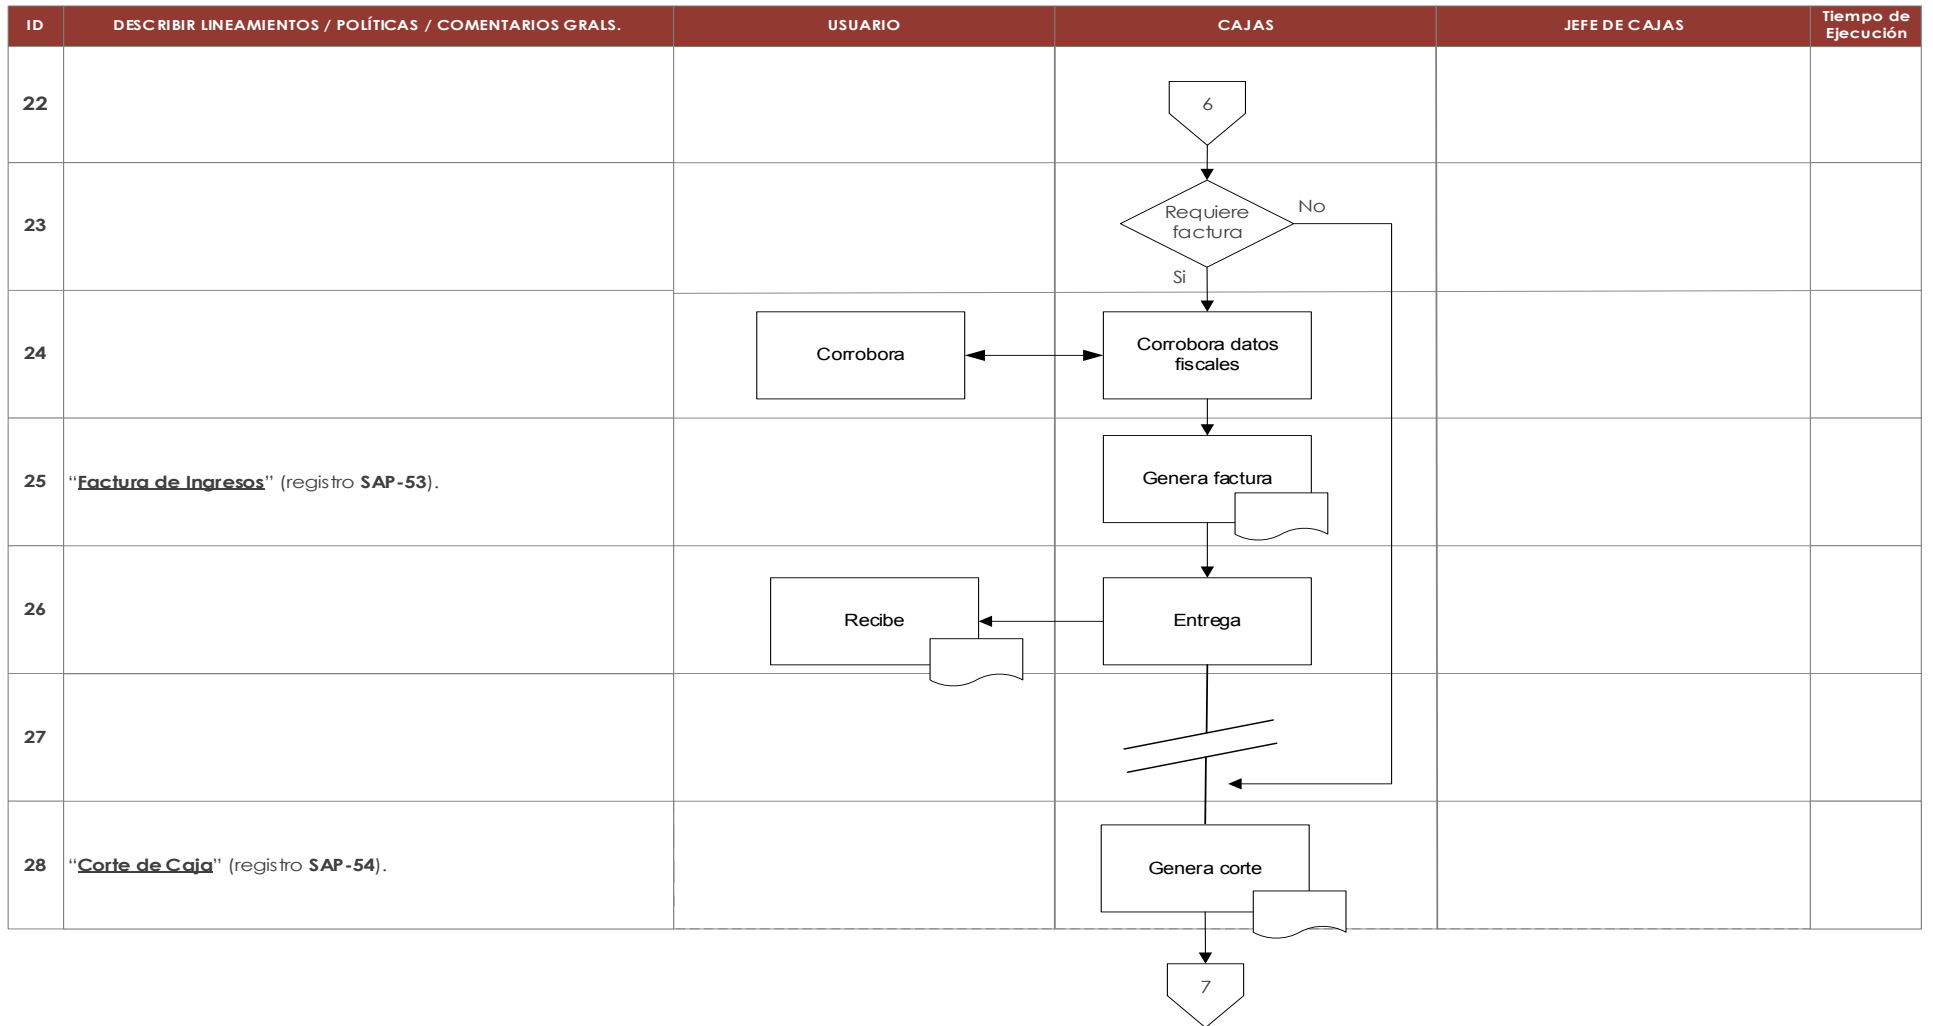 ID DESCRIBIR LINEAMIENTOS / POLÍTICAS / COMENTARIOS GRALS. USUARIO CAJAS JEFE DE CAJAS Tiempo de
Ejecución
22
6
23
Requiere
factura
No
Si
24
Corrobora
Corrobora datos
fiscales
25 “Factura de Ingresos” (registro SAP-53).
Genera factura
26
Recibe
Entrega
27
28 “Corte de Caja” (registro SAP-54).
Genera corte
7